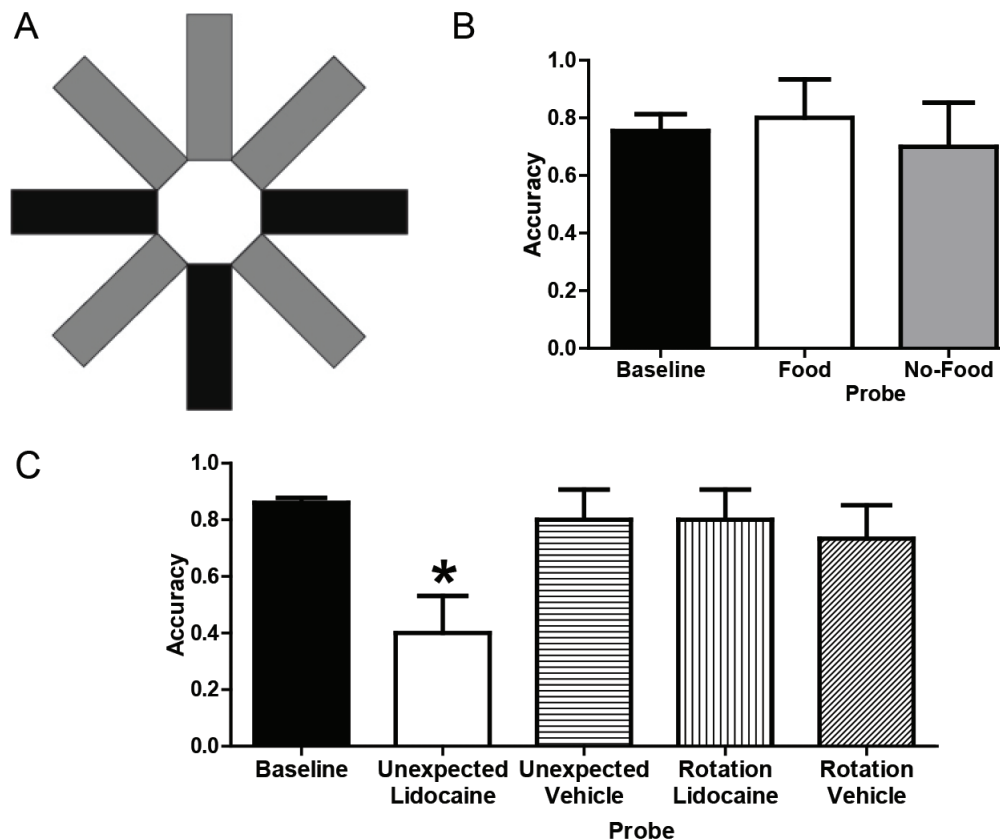 A
B
1.0
0.8
0.6
0.4
0.2
0.0
Accuracy
Baseline
Food
No-Food
Probe
C
1.0
0.8
0.6
0.4
0.2
0.0
Accuracy
*
Baseline
Unexpected
Lidocaine
Unexpected
Vehicle
Rotation
Lidocaine
Rotation
Vehicle
Probe